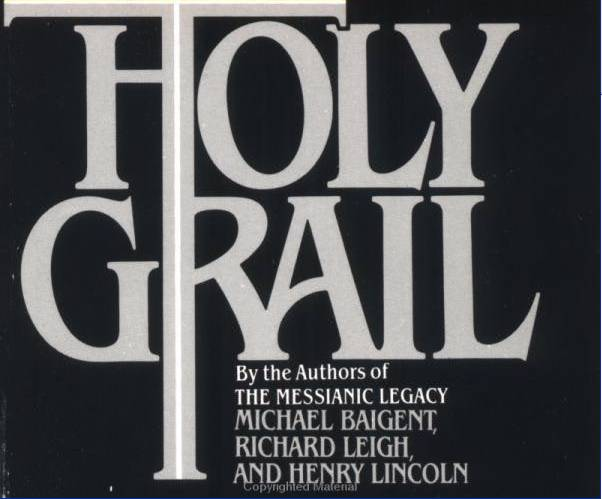 HOLY
GRAIL
By the Authors of
THE MESSIANIC LEGACY
MICHAEL BAIGENT,
RICHARD LEIGH,
AND HENRY LINCOLN
Copyrighted Material